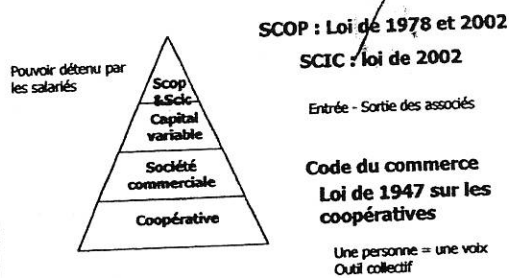 SCOP : Loi de 1978 et 2002
SCIC : loi de 2002
Pouvoir détenu par
les salariés
Scop
&Scic
Entrée - Sortie des associés
Capital
variable
Société
commerciale
Code du commerce
Loi de 1947 sur les
coopératives
Coopérative
Une personne = une voix
Outil collectif